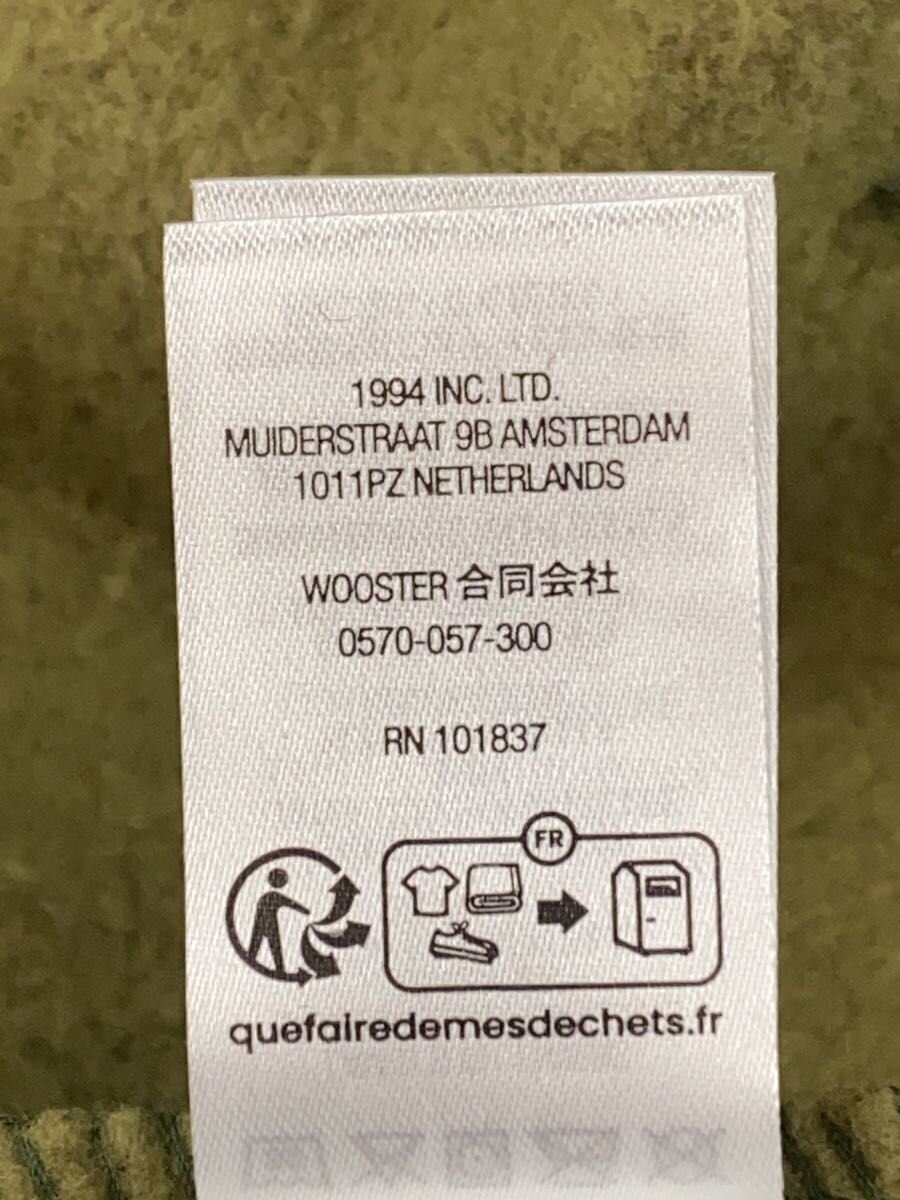 1994 INC. LTD.
MUIDERSTRAAT 9B AMSTERDAM
1011PZ NETHERLANDS
WOOSTER 合同会社
0570-057-300
RN 101837
FR
quefairedemesdechets.fr